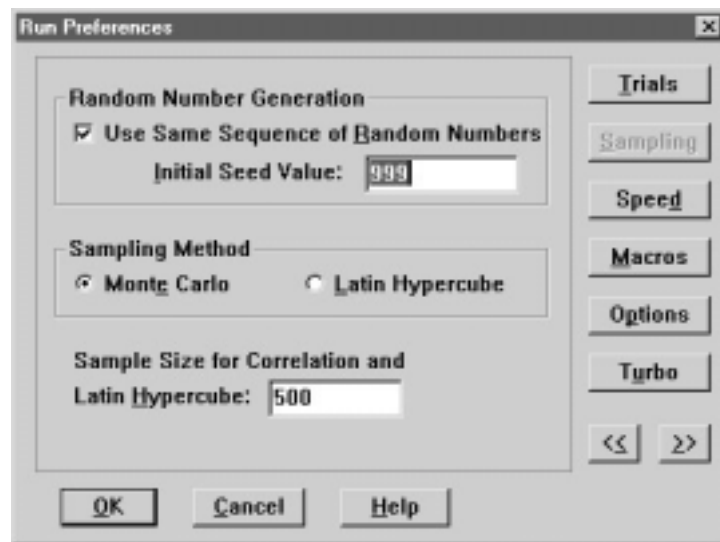 Run Preferences
Random Number Generation
Use Same Sequence of Random Numbers
Initial Seed Value: 999
Sampling Method
Monte Carlo
Latin Hypercube
Sample Size for Correlation and
Latin Hypercube: 500
OK
Cancel
Help
Trials
Sampling
Speed
Macros
Options
Turbo
<<
>>